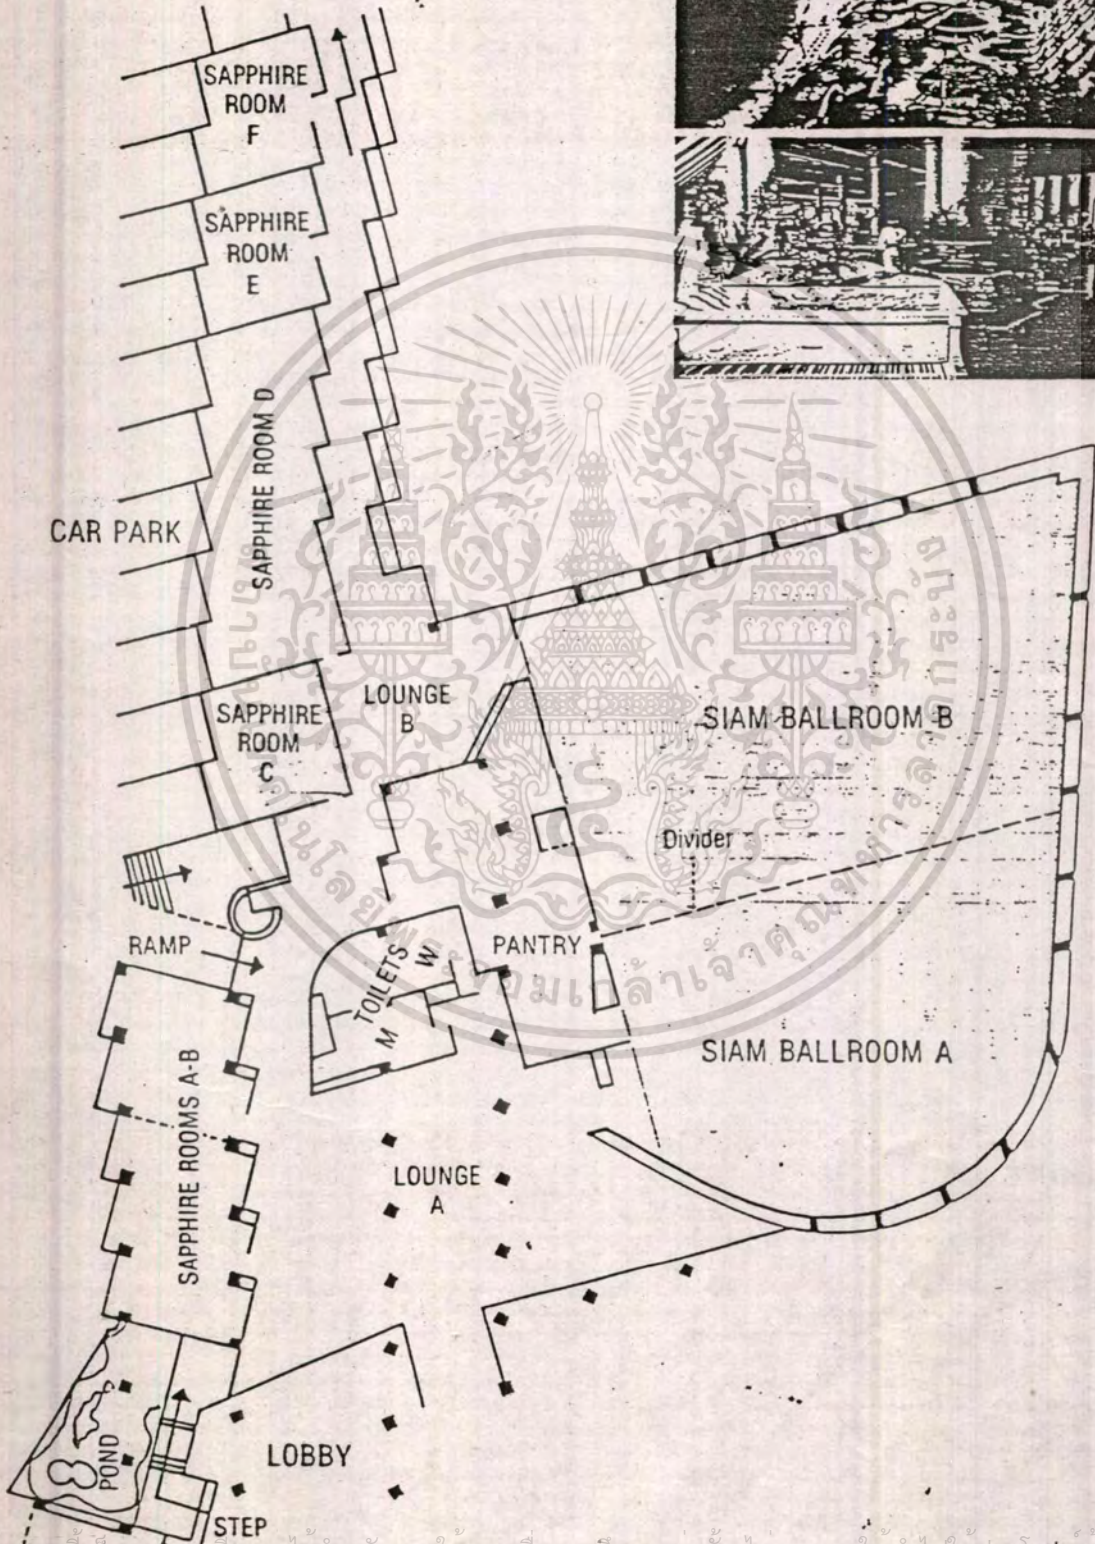 SAPPHIRE
ROOM
F
SAPPHIRE
ROOM
E
SAPPHIRE ROOM D
CAR PARK
SAPPHIRE
ROOM
C
LOUNGE
B
SIAM BALLROOM B
Divider
RAMP
TOILETS
W
M
PANTRY
SIAM BALLROOM A
SAPPHIRE ROOMS A-B
LOUNGE
A
POND
LOBBY
STEP